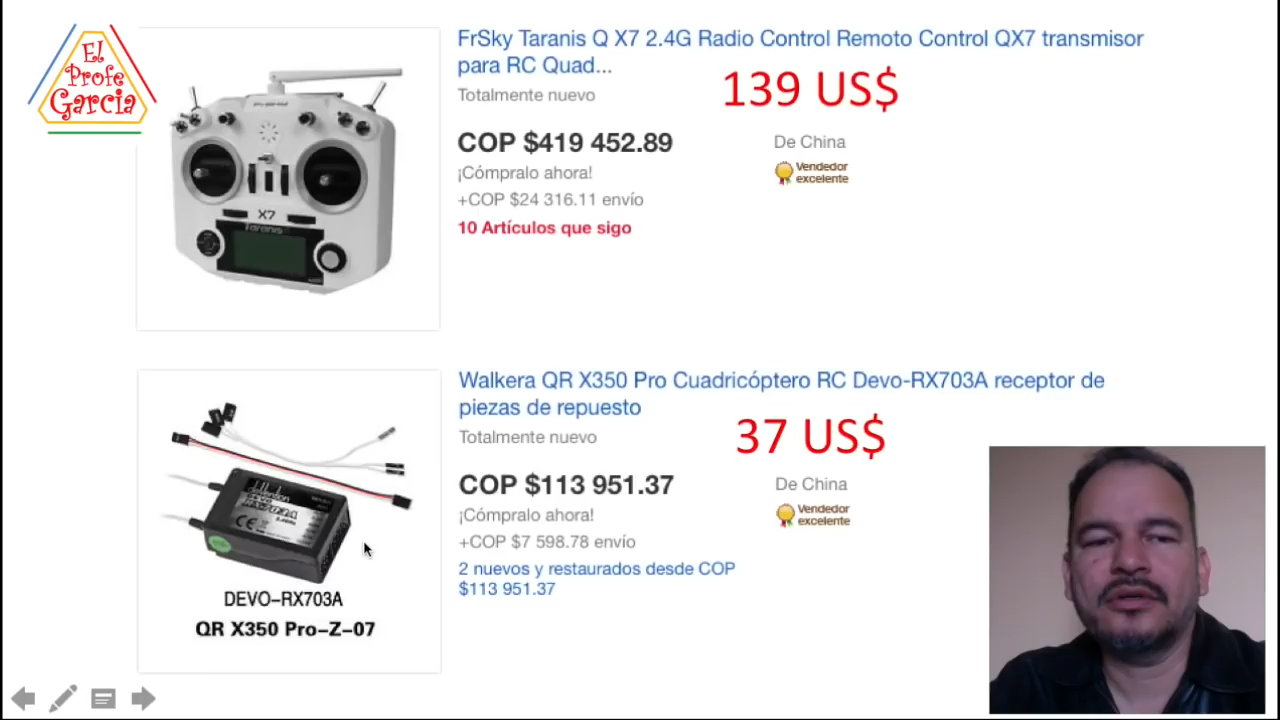 El
Profe
Garcia
FrSky Taranis Q X7 2.4G Radio Control Remoto Control QX7 transmisor
para RC Quad...
139 US$
Totalmente nuevo
COP $419 452.89
De China
¡Cómpralo ahora!
Vendedor
excelente
+COP $24 316.11 envío
10 Artículos que sigo
FrSky
X7
Taranis
Walkera QR X350 Pro Cuadricóptero RC Devo-RX703A receptor de
piezas de repuesto
37 US$
Totalmente nuevo
COP $113 951.37
De China
¡Cómpralo ahora!
Vendedor
excelente
+COP $7 598.78 envío
2 nuevos y restaurados desde COP
$113 951.37
RX703A
CE
DEVO-RX703A
QR X350 Pro-Z-07